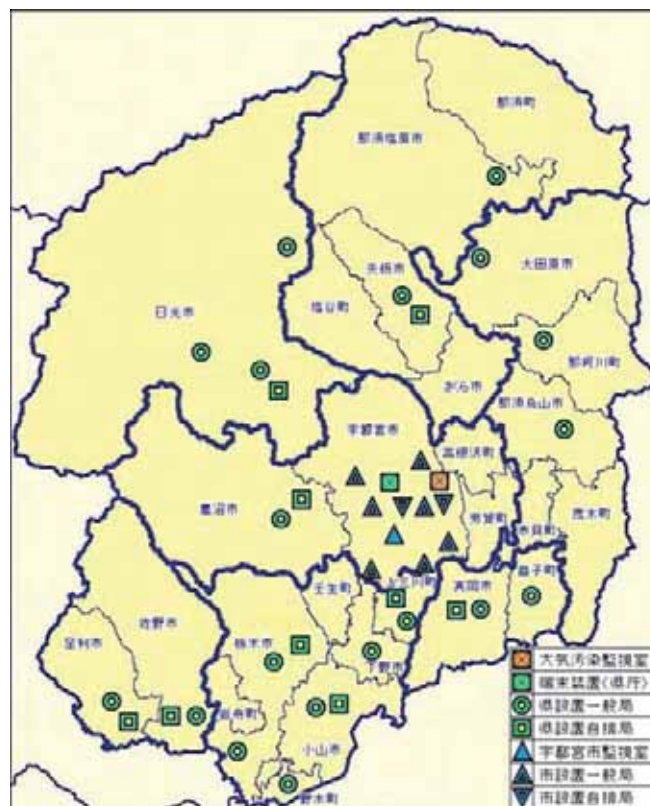 那須町
那須塩原市
大田原市
矢板市
塩谷町
日光市
那珂川町
さくら市
那須烏山市
宇都宮市
高根沢町
鹿沼市
芳賀町
市貝町
茂木町
益子町
上三川町
真岡市
壬生町
佐野市
足利市
栃木市
下野市
岩舟町
小山市
野木町
大気汚染監視室
端末装置(県庁)
県設置一般局
県設置自排局
宇都宮市監視室
市設置一般局
市設置自排局